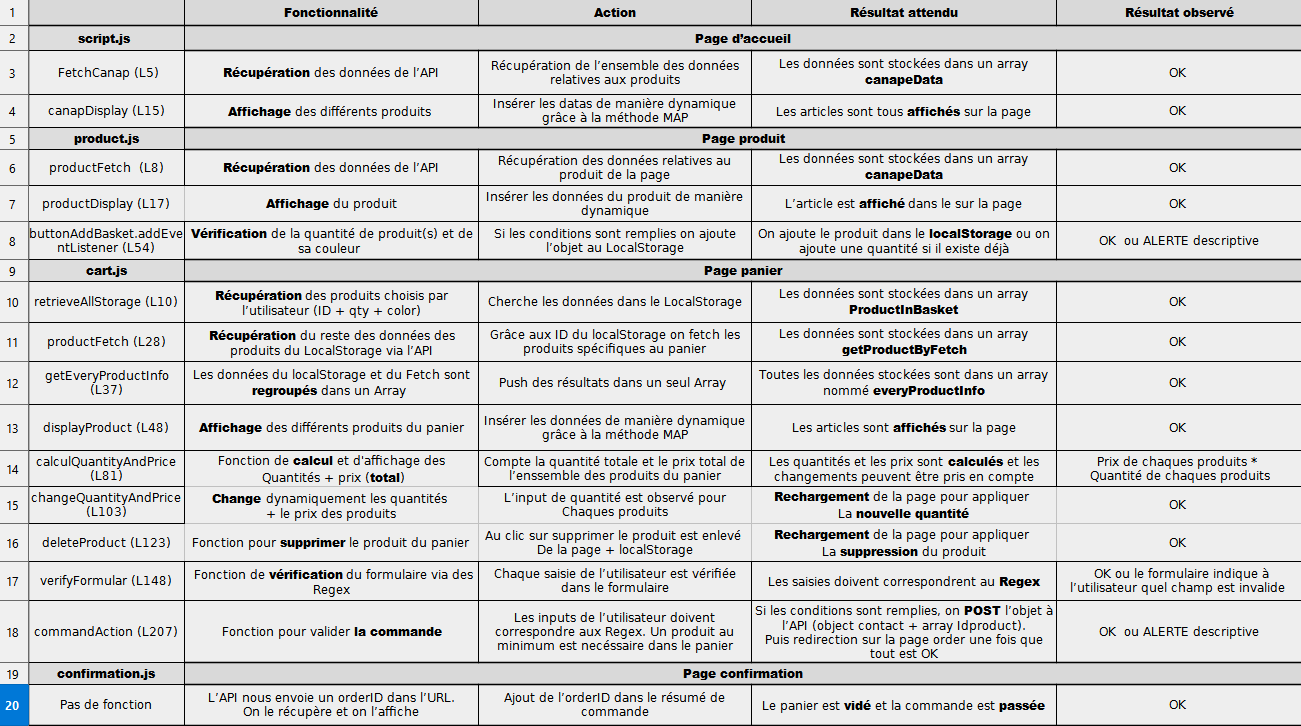 1 Fonctionnalité Action Résultat attendu Résultat observé
2 script.js Page d’accueil
3 FetchCanap (L5) Récupération des données de l’API Récupération de l’ensemble des données
relatives aux produits Les données sont stockées dans un array
canapeData OK
4 canapDisplay (L15) Affichage des différents produits Insérer les datas de manière dynamique
grâce à la méthode MAP Les articles sont tous affichés sur la page OK
5 product.js Page produit
6 productFetch (L8) Récupération des données de l’API Récupération des données relatives au
produit de la page Les données sont stockées dans un array
canapeData OK
7 productDisplay (L17) Affichage du produit Insérer les données du produit de manière
dynamique L’article est affiché dans le sur la page OK
8 buttonAddBasket.addEve
ntListener (L54) Vérification de la quantité de produit(s) et de
sa couleur Si les conditions sont remplies on ajoute
l’objet au LocalStorage On ajoute le produit dans le localStorage ou on
ajoute une quantité si il existe déjà OK ou ALERTE descriptive
9 cart.js Page panier
10 retrieveAllStorage (L10) Récupération des produits choisis par
l’utilisateur (ID + qty + color) Cherche les données dans le LocalStorage Les données sont stockées dans un array
ProductInBasket OK
11 productFetch (L28) Récupération du reste des données des
produits du LocalStorage via l’API Grâce aux ID du localStorage on fetch les
produits spécifiques au panier Les données sont stockées dans un array
getProductByFetch OK
12 getEveryProductInfo
(L37) Les données du localStorage et du Fetch sont
regroupés dans un Array Push des résultats dans un seul Array Toutes les données stockées sont dans un array
nommé everyProductInfo OK
13 displayProduct (L48) Affichage des différents produits du panier Insérer les données de manière dynamique
grâce à la méthode MAP Les articles sont affichés sur la page OK
14 calculQuantityAndPrice
(L81) Fonction de calcul et d'affichage des
Quantités + prix (total) Compte la quantité totale et le prix total de
l’enssemble des produits du panier Les quantités et les prix sont calculés et les
changements peuvent être pris en compte Prix de chaques produits *
Quantité de chaques produits
15 changeQuantityAndPrice
(L103) Change dynamiquement les quantités
+ le prix des produits L’input de quantité est observé pour
Chaques produits Rechargement de la page pour appliquer
La nouvelle quantité OK
16 deleteProduct (L123) Fonction pour supprimer le produit du panier Au clic sur supprimer le produit est enlevé
De la page + localStorage Rechargement de la page pour appliquer
La suppression du produit OK
17 verifyFormular (L148) Fonction de vérification du formulaire via des
Regex Chaque saisie de l’utilisateur est vérifiée
dans le formulaire Les saisies doivent correspondrent au Regex OK ou le formulaire indique à
l’utilisateur quel champ est invalide
18 commandAction (L207) Fonction pour valider la commande Les inputs de l’utilisateur doivent
correspondre aux Regex. Un produit au
minimum est necéssaire dans le panier Si les conditions sont remplies, on POST l’objet à
l’API (object contact + array Idproduct).
Puis redirection sur la page order une fois que
tout est OK OK ou ALERTE descriptive
19 confirmation.js Page confirmation
20 Pas de fonction L’API nous envoie un orderID dans l’URL.
On le récupère et on l’affiche Ajout de l’orderID dans le résumé de
commande Le panier est vidé et la commande est passée OK